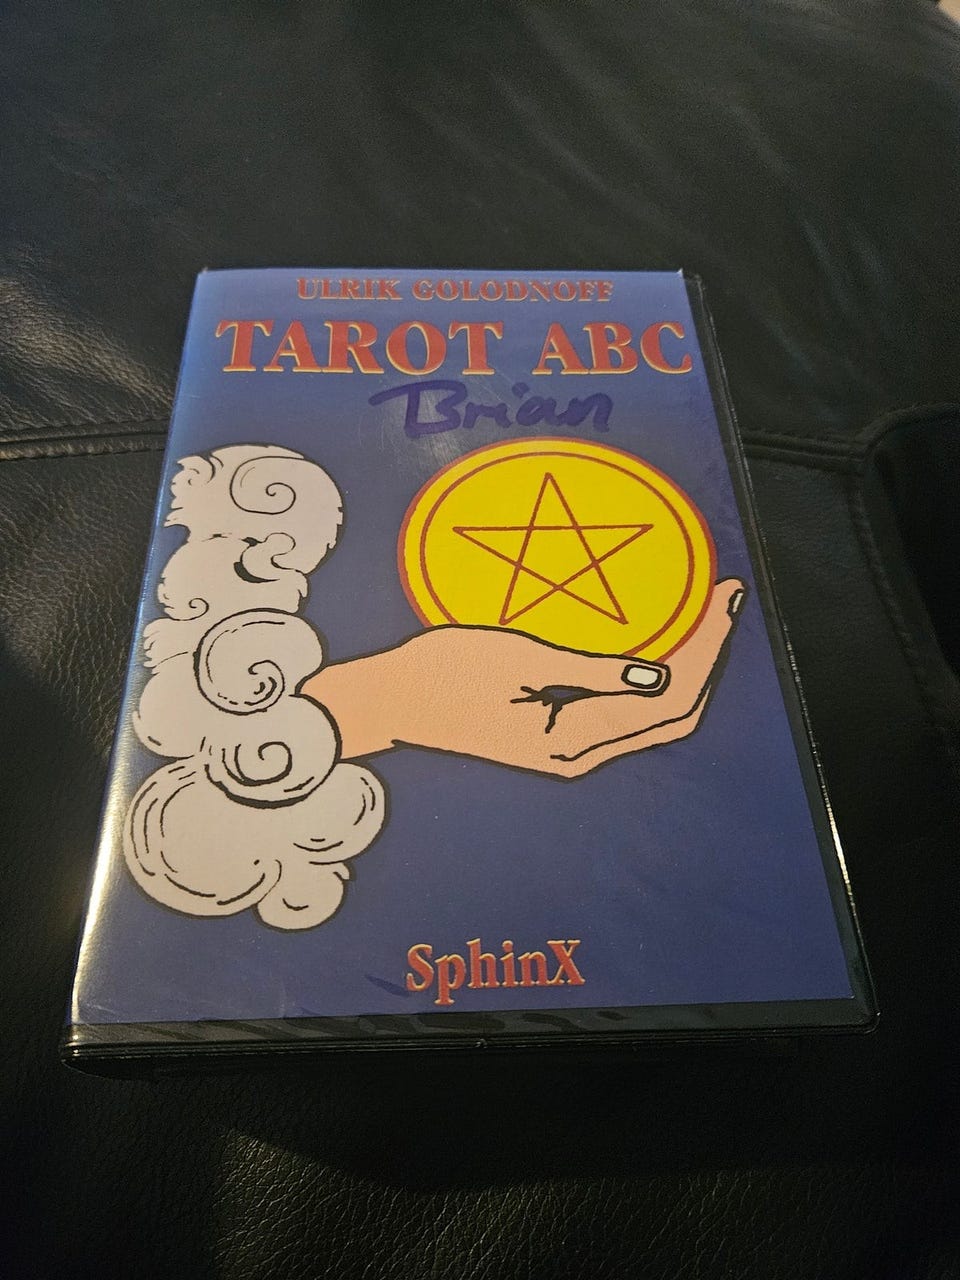 ULRIK GOLODNOFF
TAROT ABC
Brian
SphinX